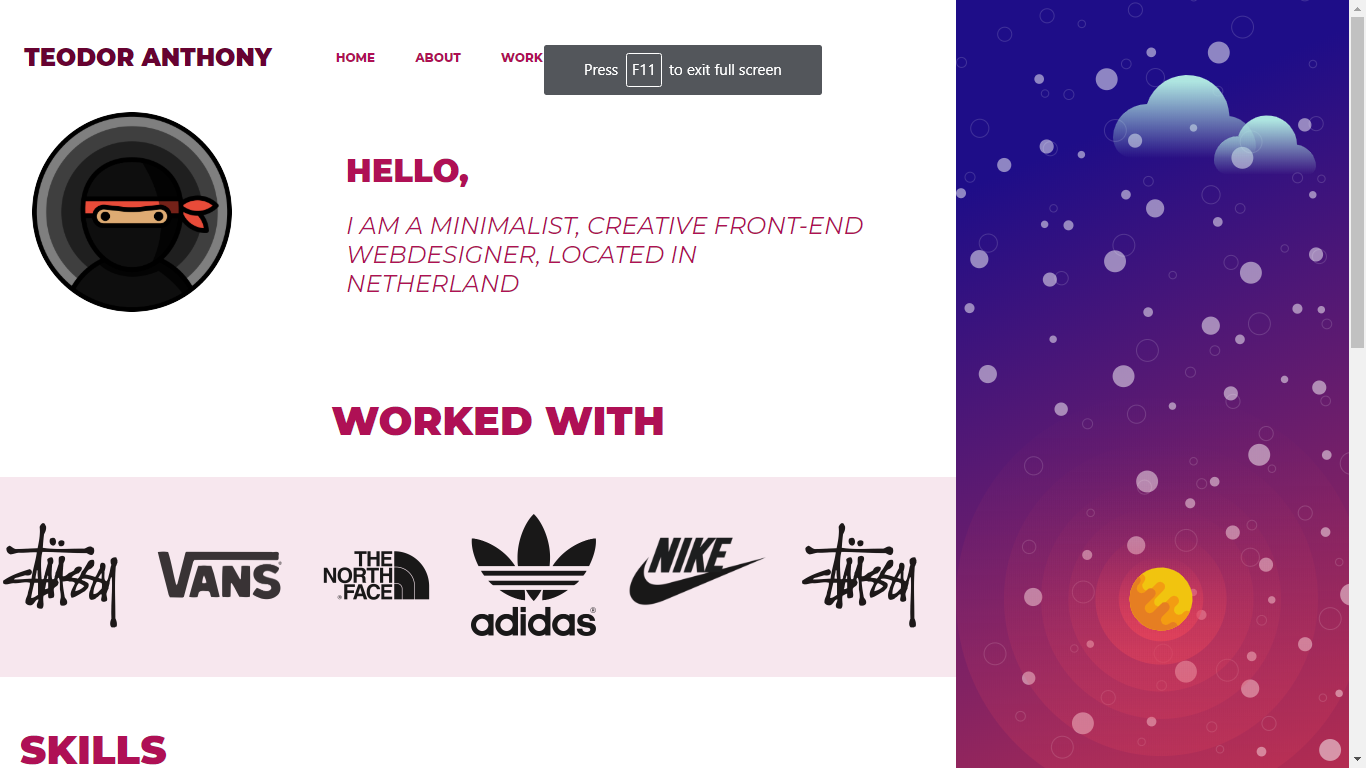 TEODOR ANTHONY
HOME ABOUT WORK
Press F11 to exit full screen
HELLO,
I AM A MINIMALIST, CREATIVE FRONT-END
WEBDESIGNER, LOCATED IN
NETHERLAND
WORKED WITH
Stüssy
VANS
THE
NORTH
FACE
adidas
NIKE
Stüssy
SKILLS